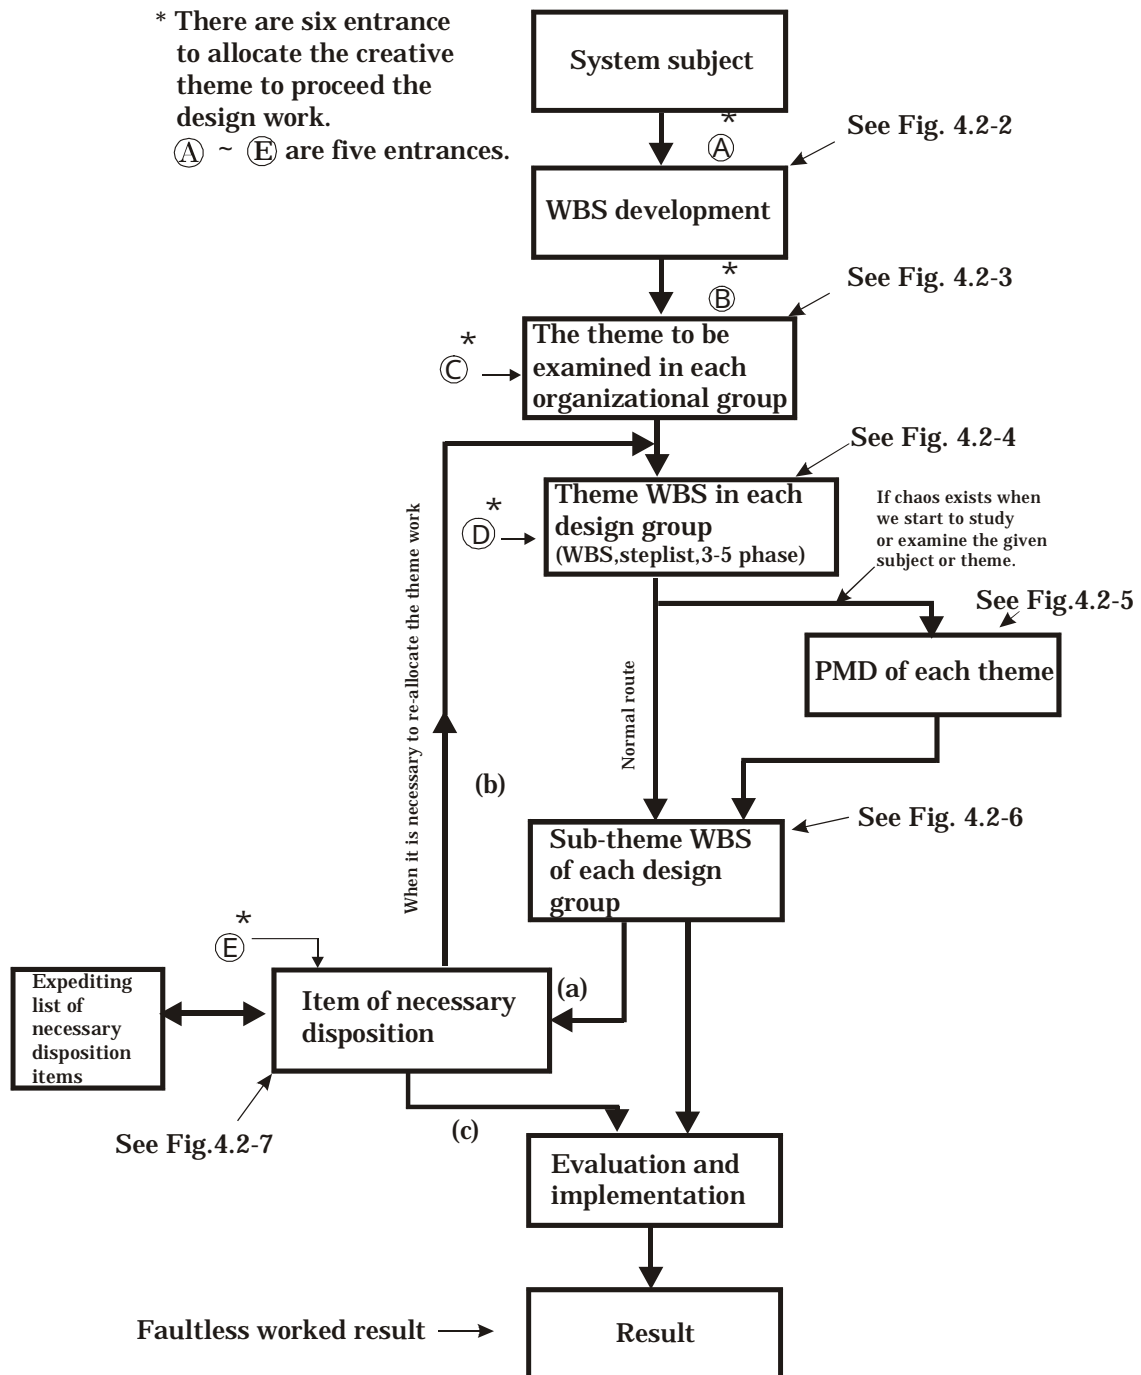 * There are six entrance
to allocate the creative
theme to proceed the
design work.
Ⓐ ~ Ⓔ are five entrances.
System subject
*
Ⓐ
See Fig. 4.2-2
WBS development
*
Ⓑ
See Fig. 4.2-3
The theme to be
examined in each
organizational group
*
Ⓒ
See Fig. 4.2-4
Theme WBS in each
design group
(WBS,steplist,3-5 phase)
*
Ⓓ
If chaos exists when
we start to study
or examine the given
subject or theme.
See Fig.4.2-5
PMD of each theme
When it is necessary to re-allocate the theme work
Normal route
(b)
See Fig. 4.2-6
Sub-theme WBS
of each design
group
*
Ⓔ
Expediting
list of
necessary
disposition
items
Item of necessary
disposition
(a)
See Fig.4.2-7
(c)
Evaluation and
implementation
Faultless worked result
Result